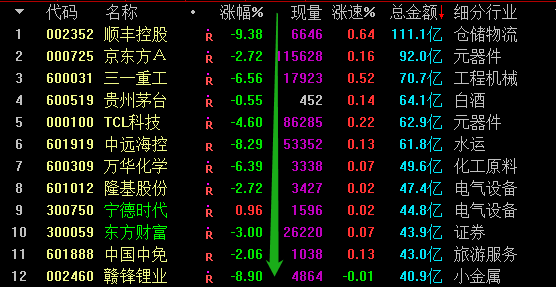 代码 名称 涨幅% 现量 涨速% 总金额↓ 细分行业
1 002352 顺丰控股 R -9.38 6646 0.64 111.1亿 仓储物流
2 000725 京东方A R -2.72 115628 0.16 92.0亿 元器件
3 600031 三一重工 R -6.56 17923 0.52 70.7亿 工程机械
4 600519 贵州茅台 R -0.55 452 0.14 64.1亿 白酒
5 000100 TCL科技 R -4.60 86285 0.22 62.9亿 元器件
6 601919 中远海控 R -8.29 53352 0.13 61.8亿 水运
7 600309 万华化学 R -6.39 3338 0.07 49.6亿 化工原料
8 601012 隆基股份 R -2.72 3427 0.02 47.4亿 电气设备
9 300750 宁德时代 R 0.96 1596 0.02 44.8亿 电气设备
10 300059 东方财富 R -3.00 26220 0.07 43.9亿 证券
11 601888 中国中免 R -2.06 1038 0.13 43.0亿 旅游服务
12 002460 赣锋锂业 R -8.90 4864 -0.01 40.9亿 小金属